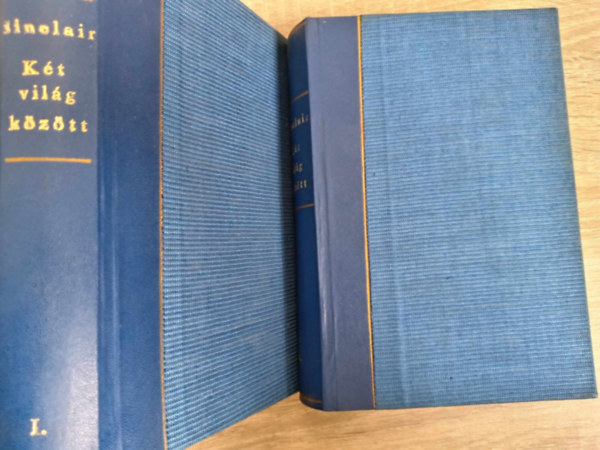 Sinclair
Két
világ
között
I.